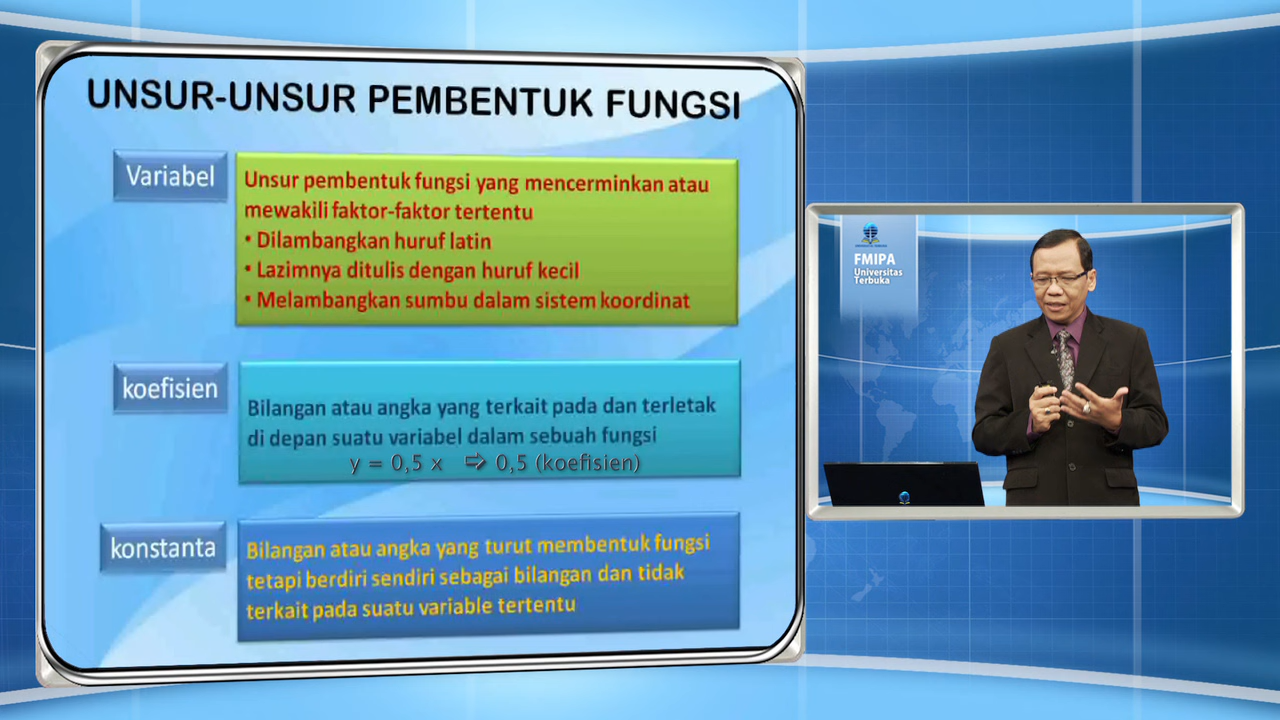 UNSUR-UNSUR PEMBENTUK FUNGSI
Variabel
Unsur pembentuk fungsi yang mencerminkan atau
mewakili faktor-faktor tertentu
• Dilambangkan huruf latin
• Lazimnya ditulis dengan huruf kecil
• Melambangkan sumbu dalam sistem koordinat
koefisien
Bilangan atau angka yang terkait pada dan terletak
di depan suatu variabel dalam sebuah fungsi
y = 0,5 x ⇨ 0,5 (koefisien)
konstanta
Bilangan atau angka yang turut membentuk fungsi
tetapi berdiri sendiri sebagai bilangan dan tidak
terkait pada suatu variable tertentu
FMIPA
Universitas
Terbuka